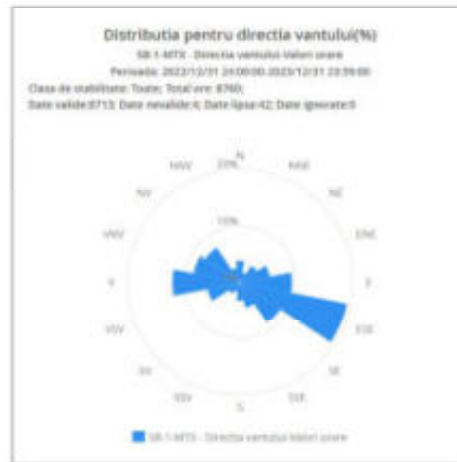 Distributia pentru directia vantului(%)
SB-1-MTX - Directia vantului-Valori orare
Perioada: 2022/12/31 24:00:00-2023/12/31 23:59:00
Clasa de stabilitate: Toate; Total ore: 8760;
Date valide:8713; Date nevalide:4; Date lipsa:42; Date ignorate:0
N
20%
NNV
NNE
NV
NE
10%
VNV
ENE
V
E
VSV
ESE
SV
SE
SSV
SSE
S
SB-1-MTX - Directia vantului-Valori orare